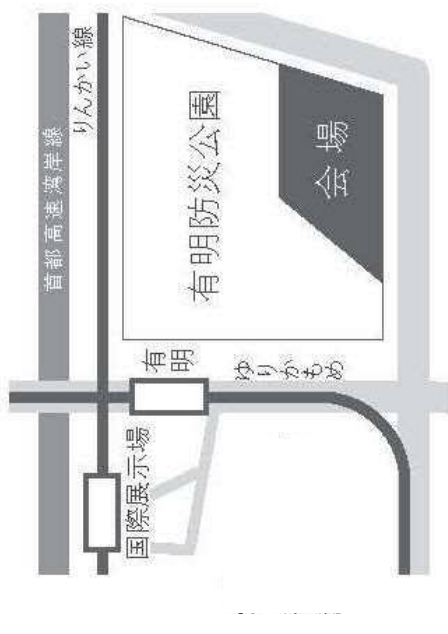 首都高速湾岸線
りんかい線
有明防災公園
会場
有明
ゆりかもめ
国際展示場